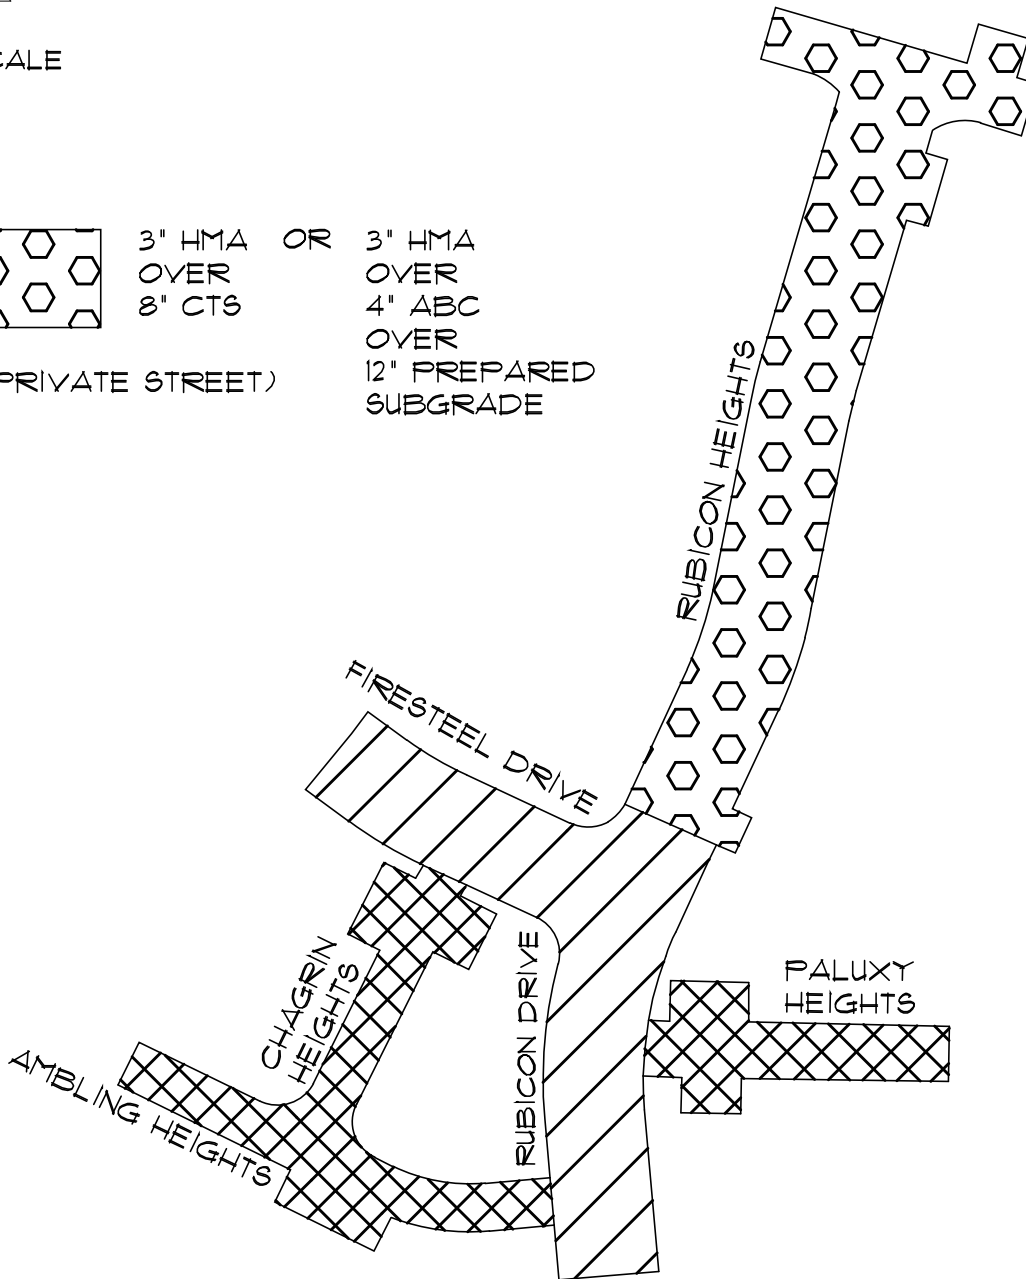 3" HMA OR 3" HMA
OVER OVER
8" CTS 4" ABC
OVER
PRIVATE STREET) 12" PREPARED
SUBGRADE
RUBICON HEIGHTS
FIRESTEEL DRIVE
CHAGRIN
HEIGHTS
RUBICON DRIVE
PALUXY
HEIGHTS
AMBLING HEIGHTS